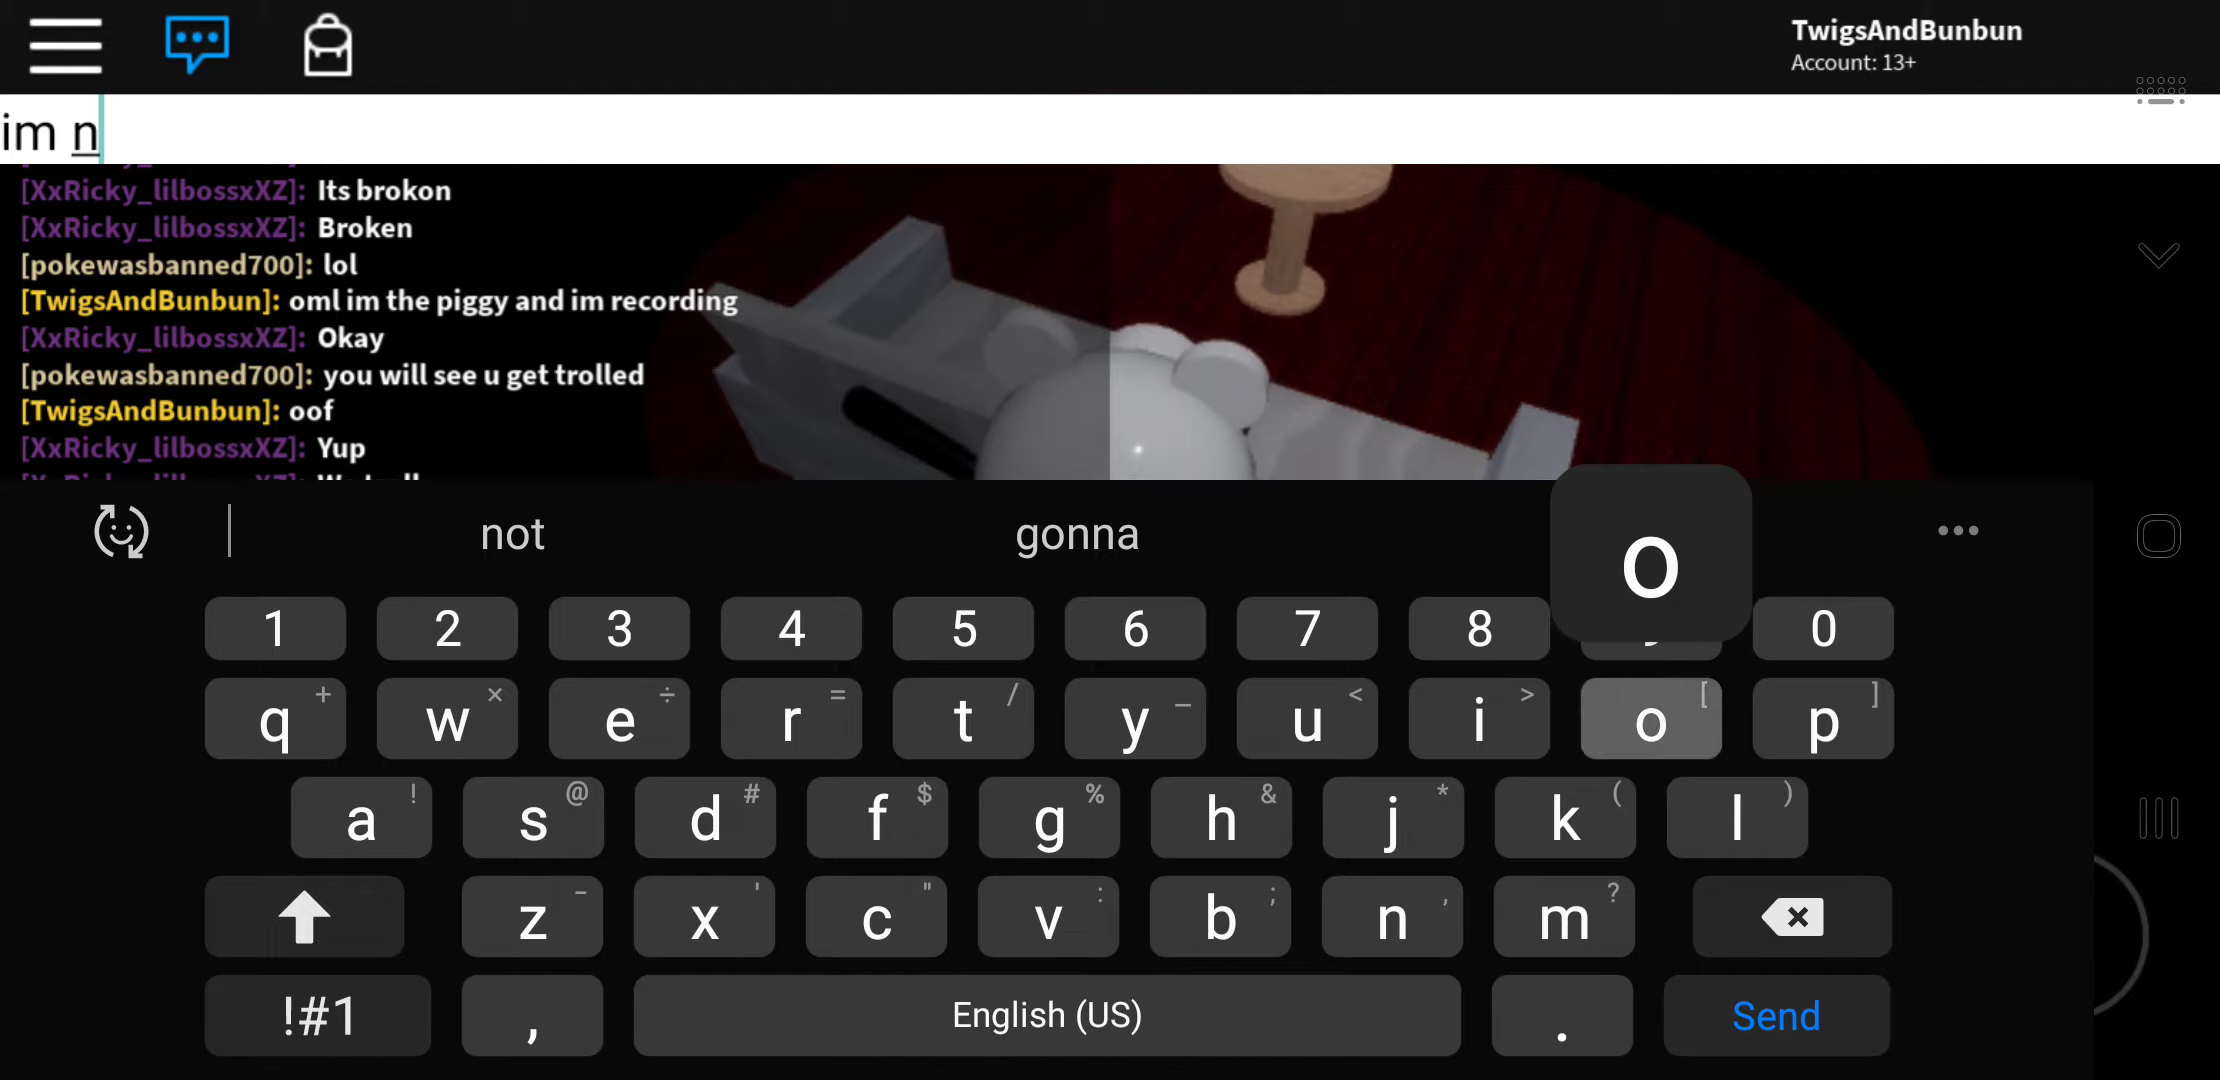 TwigsAndBunbun
Account: 13+
im n
[XxRicky_lilbossxXZ]: Its brokon
[XxRicky_lilbossxXZ]: Broken
[pokewasbanned700]: lol
[TwigsAndBunbun]: oml im the piggy and im recording
[XxRicky_lilbossxXZ]: Okay
[pokewasbanned700]: you will see u get trolled
[TwigsAndBunbun]: oof
[XxRicky_lilbossxXZ]: Yup
not gonna o
1 2 3 4 5 6 7 8 0
q + w × e ÷ r = t / y _ u < i > o [ p ]
a ! s @ d # f $ g % h & j * k ( l )
z - x ' c " v : b ; n , m ?
!#1 , English (US) . Send